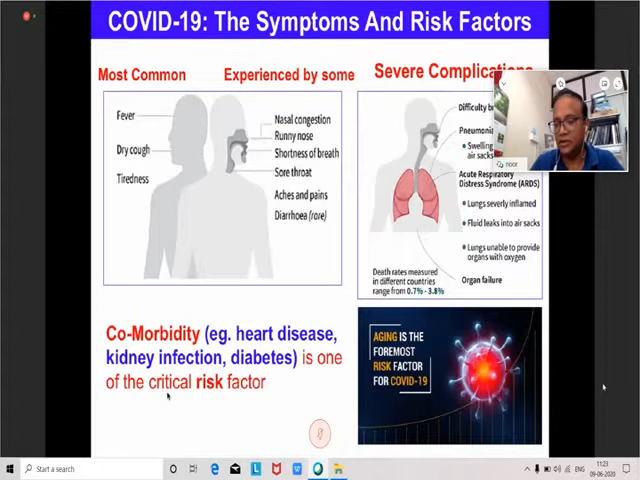 COVID-19: The Symptoms And Risk Factors
Most Common
Experienced by some
Severe Complications
Fever
Dry cough
Tiredness
Nasal congestion
Runny nose
Shortness of breath
Sore throat
Aches and pains
Diarrhoea (rare)
Difficulty
Pneumonia
Swelling
air sacks
Acute Respiratory
Distress Syndrome (ARDS)
Lungs severly inflamed
Fluid leaks into air sacks
Lungs unable to provide
organs with oxygen
Organ failure
Death rates measured
in different countries
range from 0.7% - 3.8%
noor
Co-Morbidity (eg. heart disease,
kidney infection, diabetes) is one
of the critical risk factor
AGING IS THE
FOREMOST
RISK FACTOR
FOR COVID-19
Start a search
ENG
11:23
09-06-2020